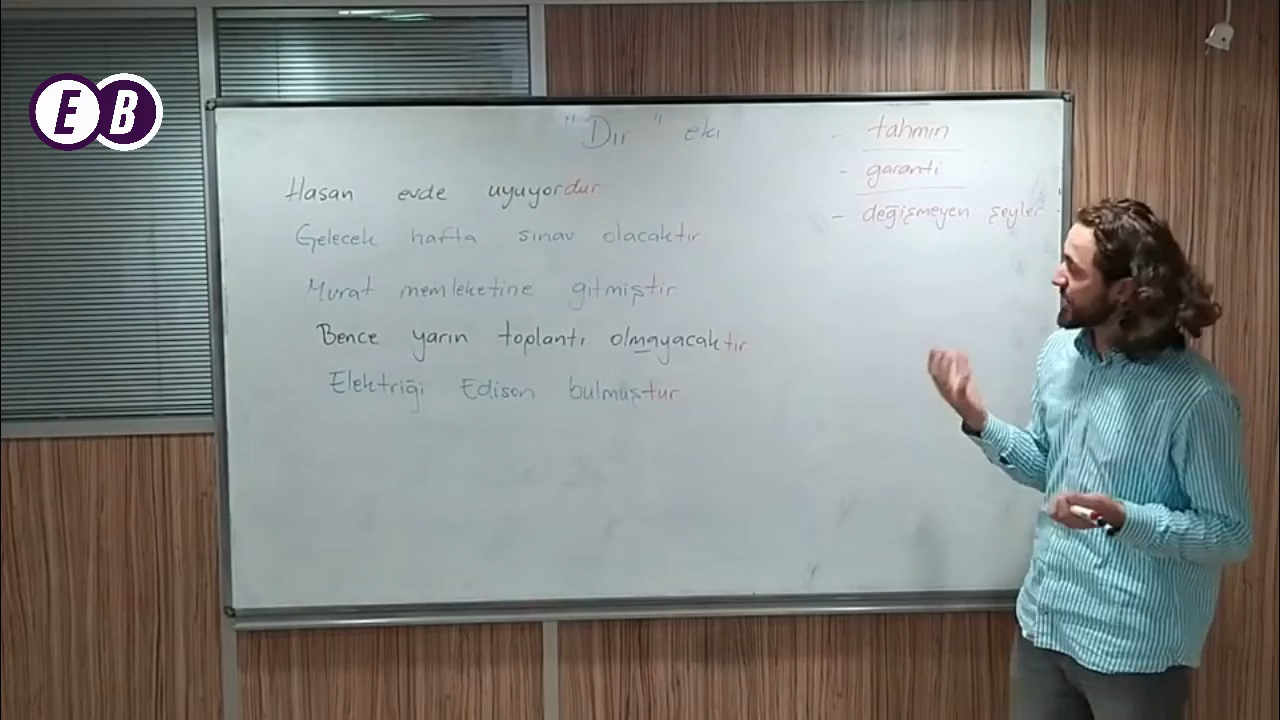 EB
"Dır" eki
Hasan evde uyuyordur
Gelecek hafta sınav olacaktır
Murat memleketine gitmiştir
Bence yarın toplantı olmayacaktır
Elektriği Edison bulmuştur
- tahmin
- garanti
- değişmeyen şeyler